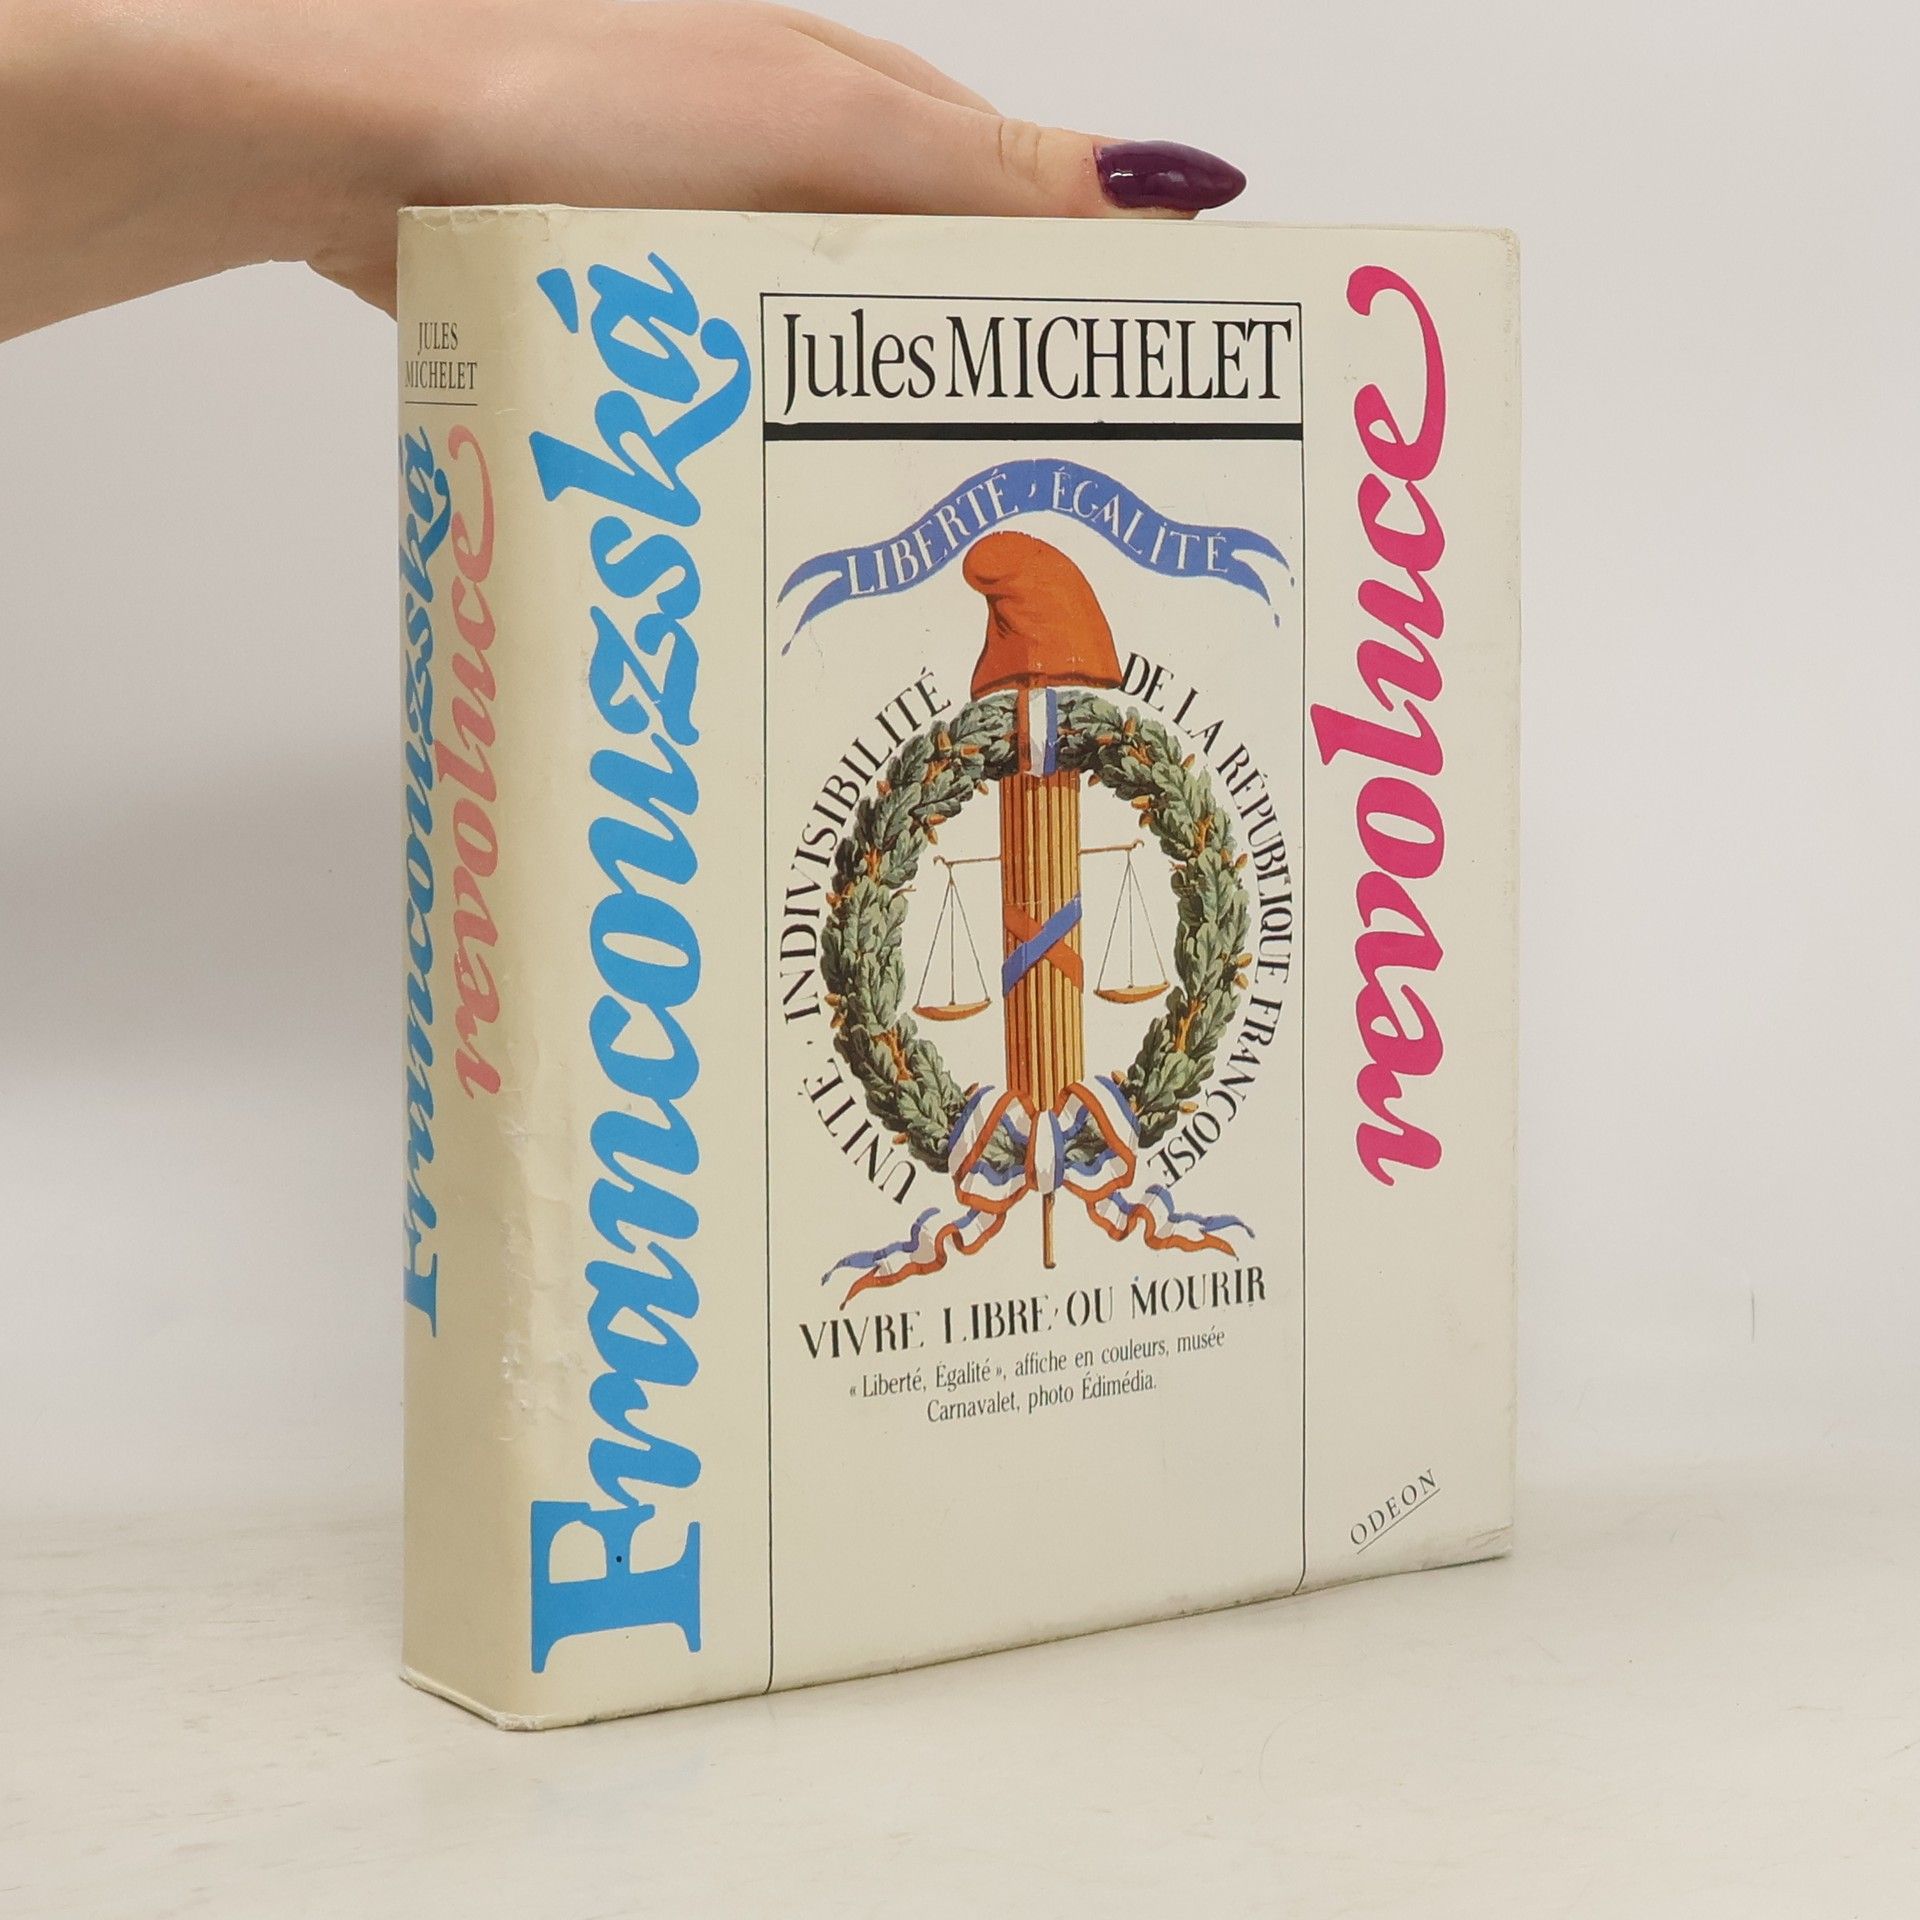 JULES
MICHELET
Francouzská
revoluce
Francouzská
Jules MICHELET
LIBERTÉ, ÉGALITÉ
UNITÉ, INDIVISIBILITÉ
DE LA RÉPUBLIQUE FRANÇOISE
VIVRE LIBRE, OU MOURIR
« Liberté, Égalité », affiche en couleurs, musée
Carnavalet, photo Édimédia.
revoluce
ODEON